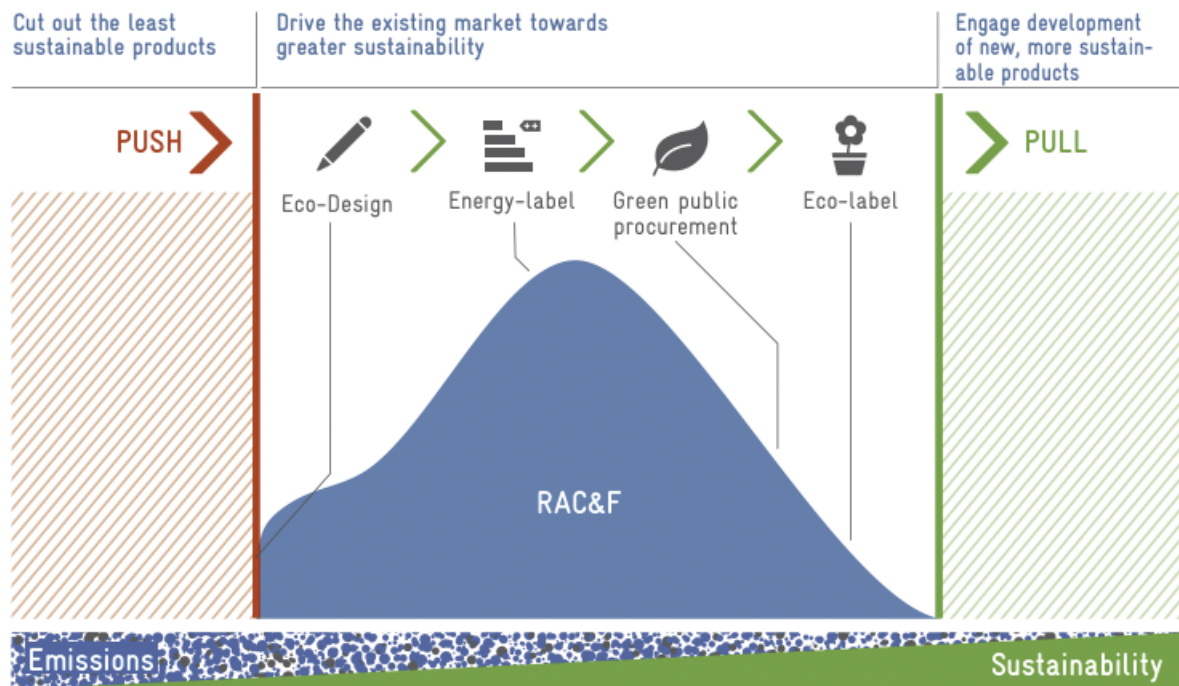 Cut out the least
sustainable products
Drive the existing market towards
greater sustainability
Engage development
of new, more sustain-
able products
PUSH
PULL
Eco-Design
Energy-label
Green public
procurement
Eco-label
RAC&F
Emissions
Sustainability